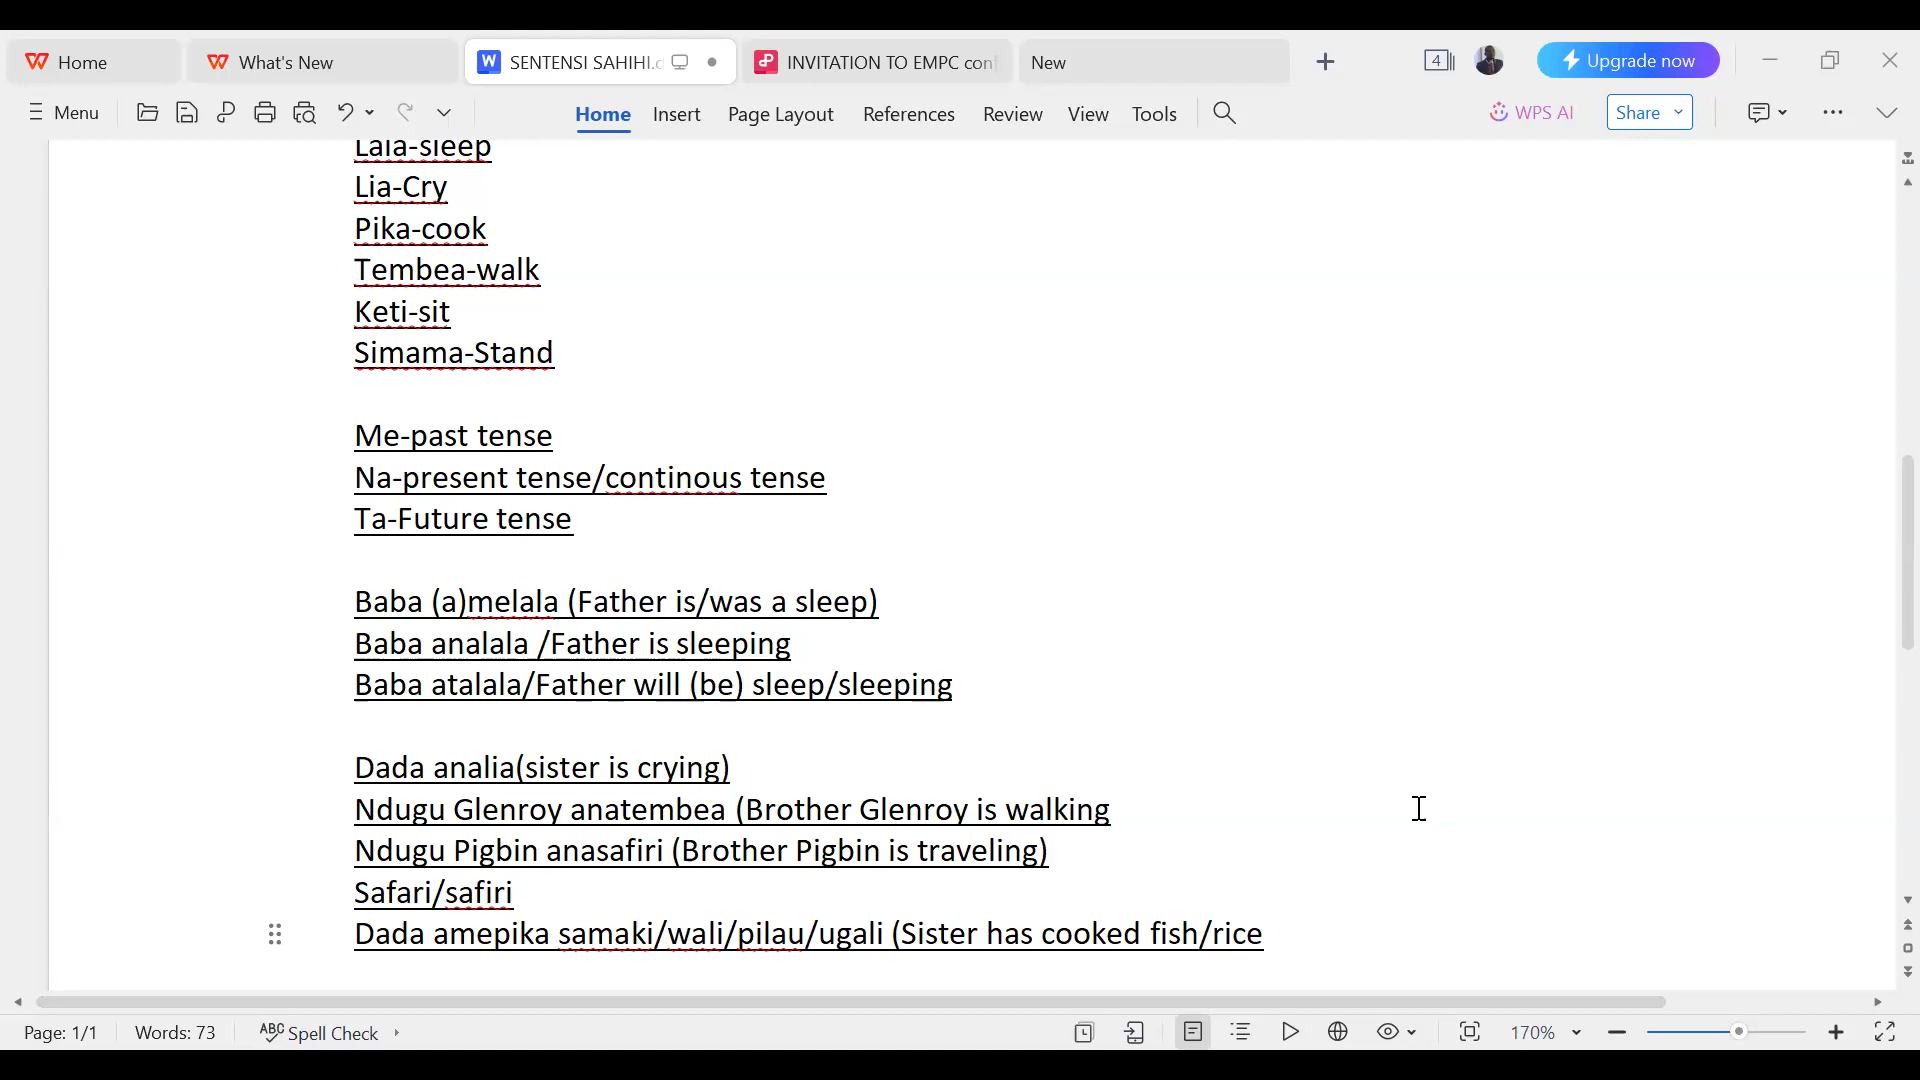 Home
What's New
SENTENSI SAHIHI.d
INVITATION TO EMPC conf
New
4
Upgrade now
Menu
Home
Insert
Page Layout
References
Review
View
Tools
WPS AI
Share
Lala-sleep
Lia-Cry
Pika-cook
Tembea-walk
Keti-sit
Simama-Stand
Me-past tense
Na-present tense/continous tense
Ta-Future tense
Baba (a)melala (Father is/was a sleep)
Baba analala /Father is sleeping
Baba atalala/Father will (be) sleep/sleeping
Dada analia(sister is crying)
Ndugu Glenroy anatembea (Brother Glenroy is walking
Ndugu Pigbin anasafiri (Brother Pigbin is traveling)
Safari/safiri
Dada amepika samaki/wali/pilau/ugali (Sister has cooked fish/rice
Page: 1/1
Words: 73
ABC Spell Check
170%